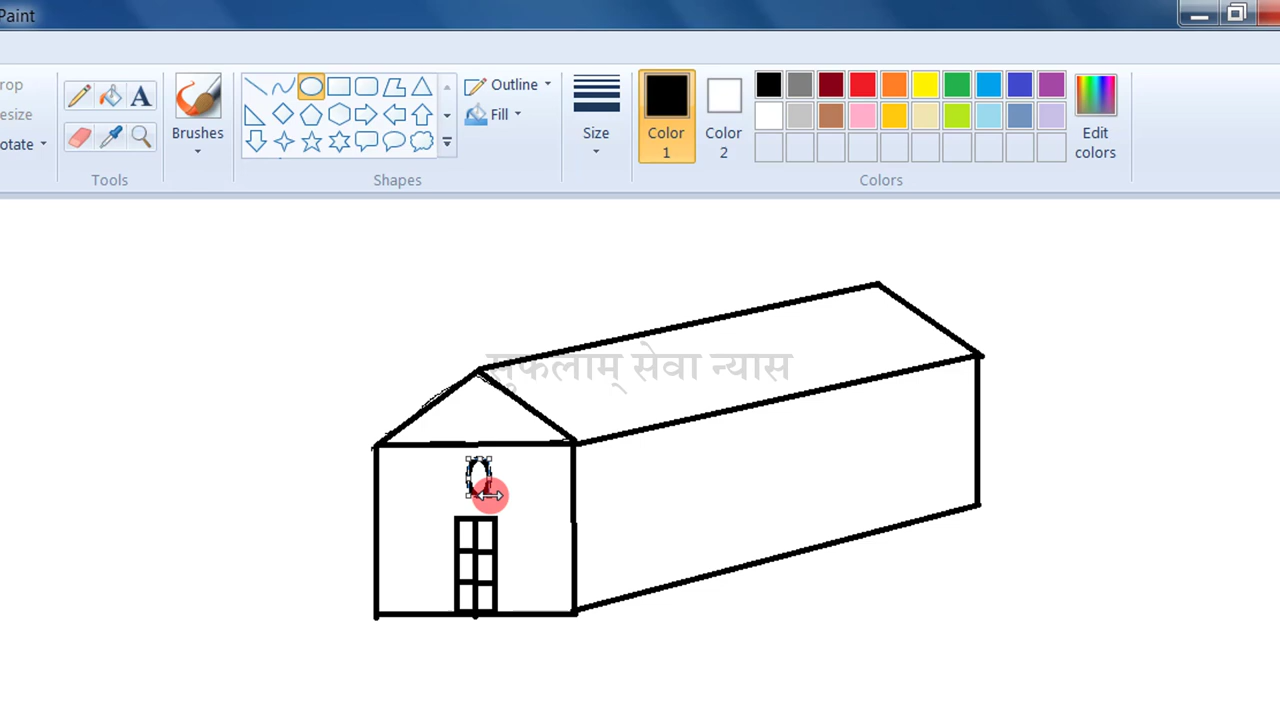 Paint
rop
esize
otate
Tools
Brushes
Shapes
Outline
Fill
Size
Color
1
Color
2
Edit
colors
Colors
सुफलाम् सेवा न्यास